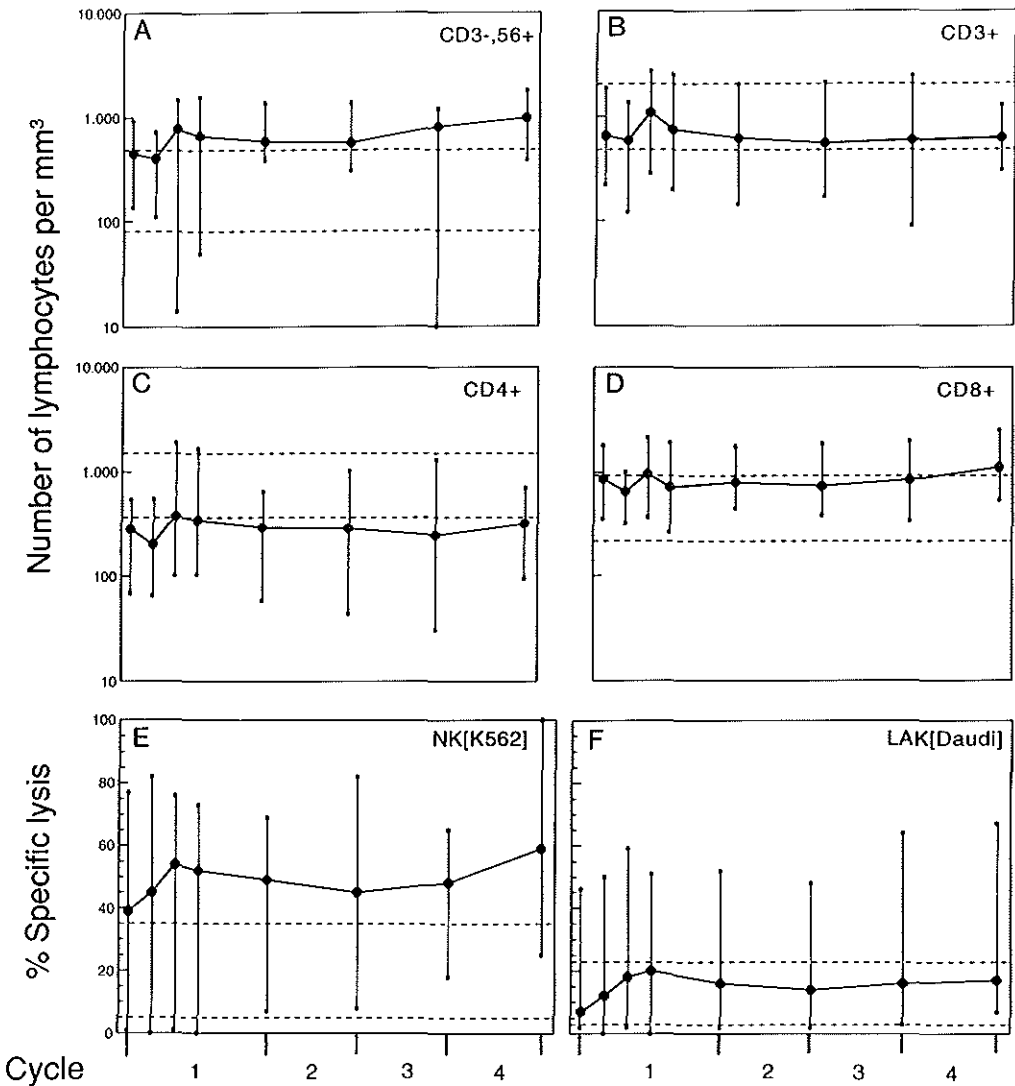 Number of lymphocytes per mm³
A
CD3-,56+
10.000
1.000
100
10
B
CD3+
C
CD4+
10.000
1.000
100
10
D
CD8+
% Specific lysis
E
NK[K562]
100
80
60
40
20
0
F
LAK[Daudi]
Cycle
1 2 3 4
1 2 3 4